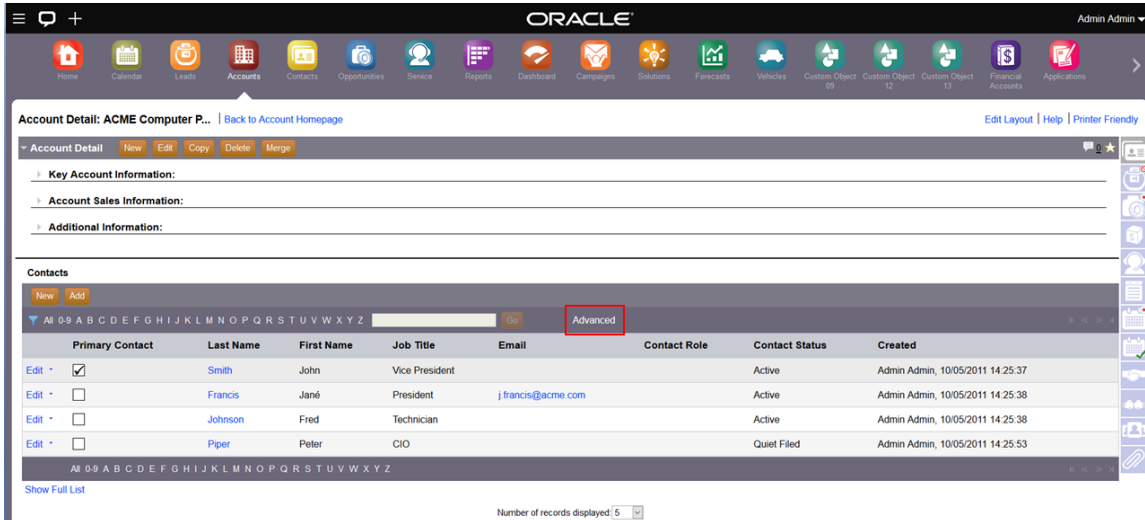 ORACLE
Admin Admin
Home Calendar Leads Accounts Contacts Opportunities Service Reports Dashboard Campaigns Solutions Forecasts Vehicles Custom Object 09 Custom Object 12 Custom Object 13 Financial Accounts Applications
Account Detail: ACME Computer P... | Back to Account Homepage Edit Layout | Help | Printer Friendly
Account Detail New Edit Copy Delete Merge 0
Key Account Information:
Account Sales Information:
Additional Information:
Contacts
New Add
All 0-9 A B C D E F G H I J K L M N O P Q R S T U V W X Y Z Go Advanced
Primary Contact Last Name First Name Job Title Email Contact Role Contact Status Created
Edit Smith John Vice President Active Admin Admin, 10/05/2011 14:25:37
Edit Francis Jané President j.francis@acme.com Active Admin Admin, 10/05/2011 14:25:38
Edit Johnson Fred Technician Active Admin Admin, 10/05/2011 14:25:38
Edit Piper Peter CIO Quiet Filed Admin Admin, 10/05/2011 14:25:53
All 0-9 A B C D E F G H I J K L M N O P Q R S T U V W X Y Z
Show Full List
Number of records displayed: 5